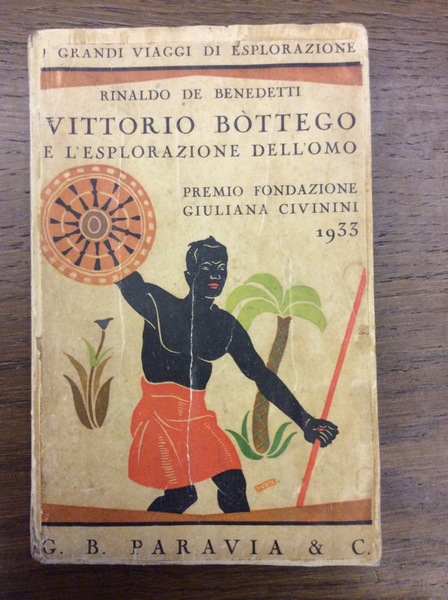 I GRANDI VIAGGI DI ESPLORAZIONE
RINALDO DE BENEDETTI
VITTORIO BÒTTEGO
E L'ESPLORAZIONE DELL'OMO
PREMIO FONDAZIONE
GIULIANA CIVININI
1933
G. B. PARAVIA & C.